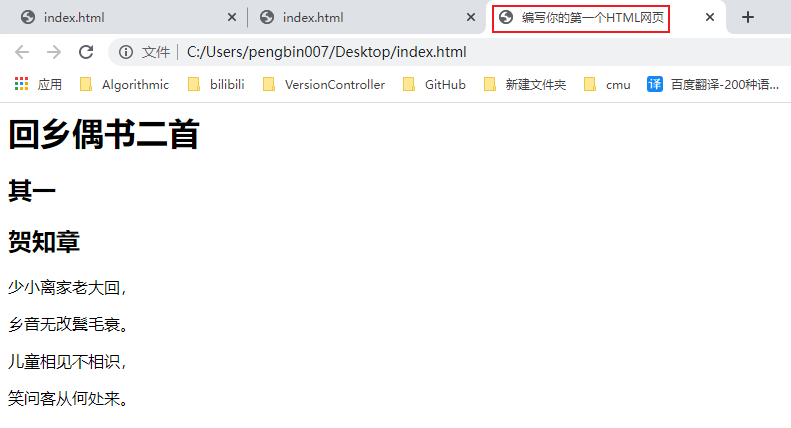 index.html index.html 编写你的第一个HTML网页
文件 C:/Users/pengbin007/Desktop/index.html
应用 Algorithmic bilibili VersionController GitHub 新建文件夹 cmu 译 百度翻译-200种语...
回乡偶书二首
其一
贺知章
少小离家老大回，
乡音无改鬓毛衰。
儿童相见不相识，
笑问客从何处来。